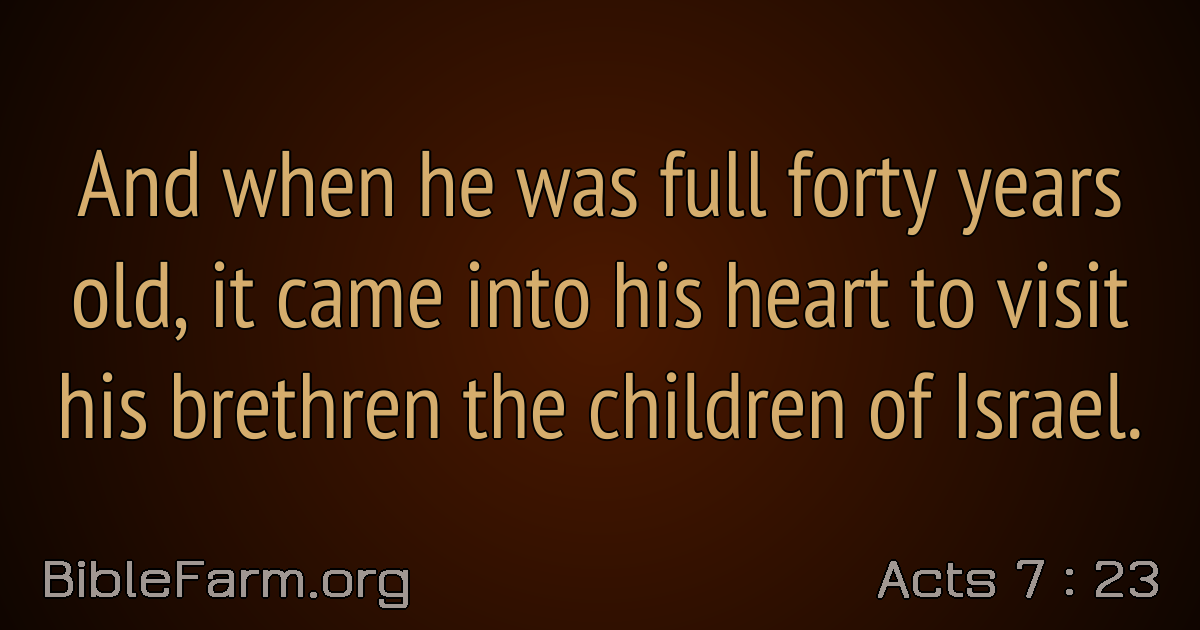 And when he was full forty years
old, it came into his heart to visit
his brethren the children of Israel.
BibleFarm.org
Acts 7 : 23